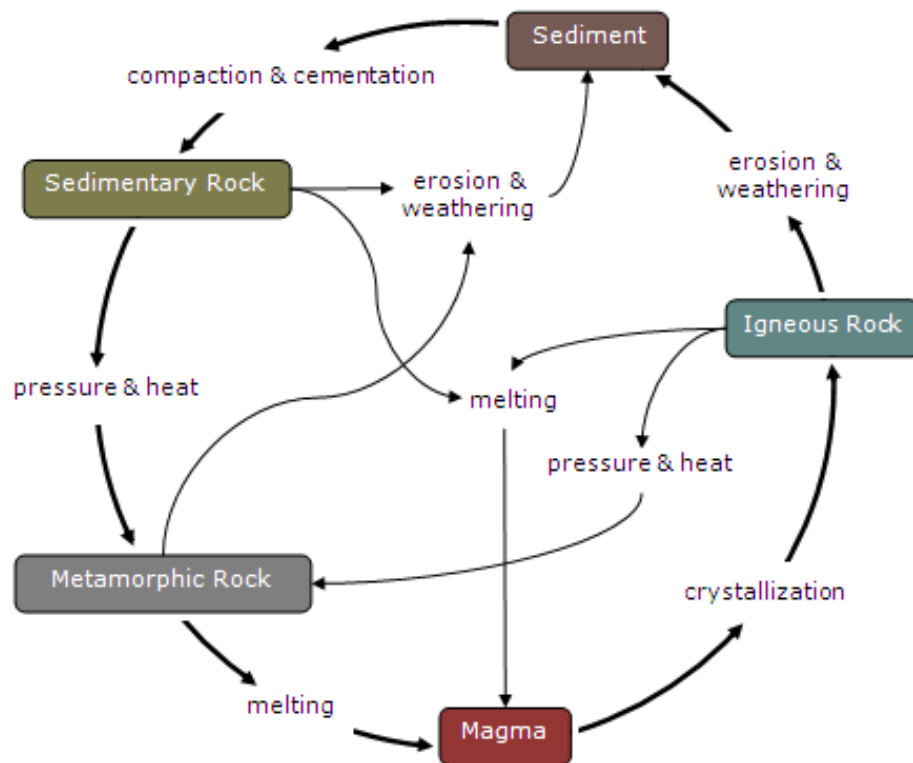 Sediment
compaction & cementation
Sedimentary Rock
erosion &
weathering
erosion &
weathering
Igneous Rock
pressure & heat
melting
pressure & heat
Metamorphic Rock
crystallization
melting
Magma